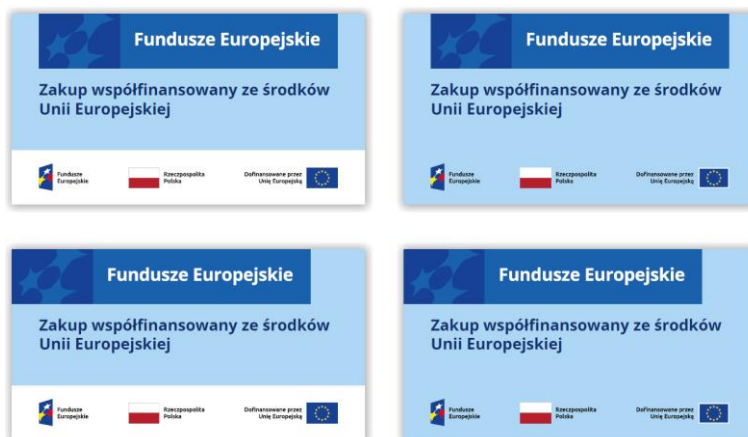 Fundusze Europejskie
Zakup współfinansowany ze środków
Unii Europejskiej
Fundusze
Europejskie
Rzeczpospolita
Polska
Dofinansowane przez
Unię Europejską
Fundusze Europejskie
Zakup współfinansowany ze środków
Unii Europejskiej
Fundusze
Europejskie
Rzeczpospolita
Polska
Dofinansowane przez
Unię Europejską
Fundusze Europejskie
Zakup współfinansowany ze środków
Unii Europejskiej
Fundusze
Europejskie
Rzeczpospolita
Polska
Dofinansowane przez
Unię Europejską
Fundusze Europejskie
Zakup współfinansowany ze środków
Unii Europejskiej
Fundusze
Europejskie
Rzeczpospolita
Polska
Dofinansowane przez
Unię Europejską